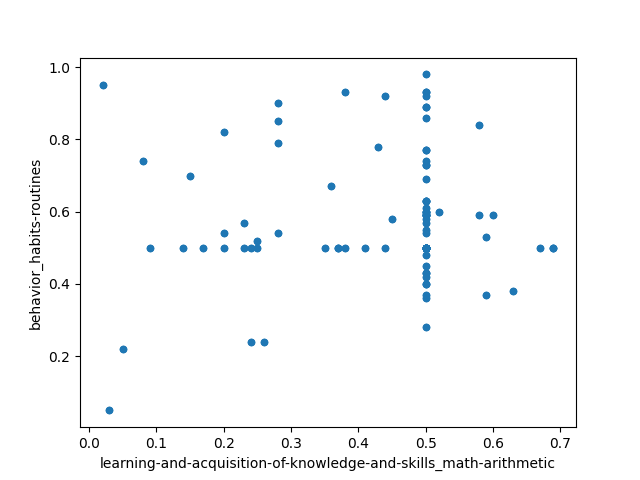 1.0
0.8
0.6
0.4
0.2
behavior_habits-routines
0.0 0.1 0.2 0.3 0.4 0.5 0.6 0.7
learning-and-acquisition-of-knowledge-and-skills_math-arithmetic